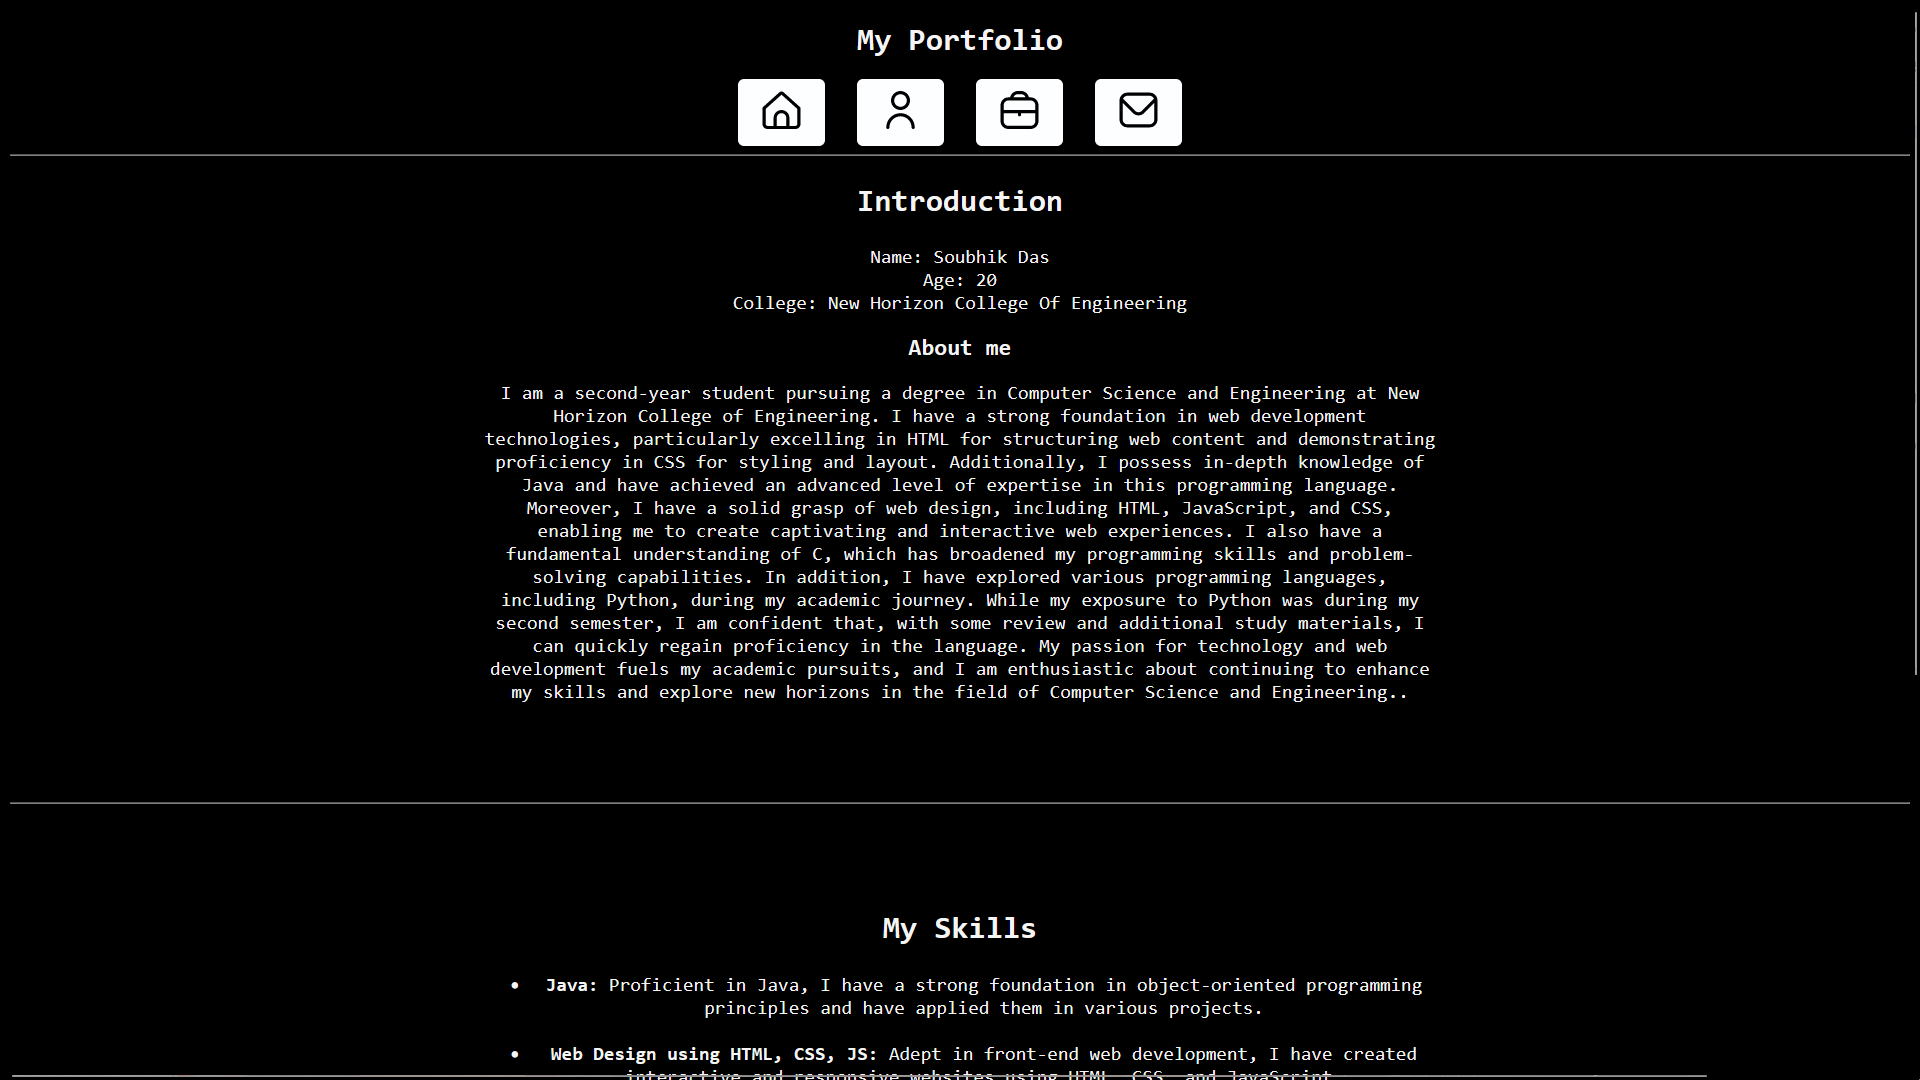 My Portfolio
Introduction
Name: Soubhik Das
Age: 20
College: New Horizon College Of Engineering
About me
I am a second-year student pursuing a degree in Computer Science and Engineering at New
Horizon College of Engineering. I have a strong foundation in web development
technologies, particularly excelling in HTML for structuring web content and demonstrating
proficiency in CSS for styling and layout. Additionally, I possess in-depth knowledge of
Java and have achieved an advanced level of expertise in this programming language.
Moreover, I have a solid grasp of web design, including HTML, JavaScript, and CSS,
enabling me to create captivating and interactive web experiences. I also have a
fundamental understanding of C, which has broadened my programming skills and problem-
solving capabilities. In addition, I have explored various programming languages,
including Python, during my academic journey. While my exposure to Python was during my
second semester, I am confident that, with some review and additional study materials, I
can quickly regain proficiency in the language. My passion for technology and web
development fuels my academic pursuits, and I am enthusiastic about continuing to enhance
my skills and explore new horizons in the field of Computer Science and Engineering..
My Skills
• Java: Proficient in Java, I have a strong foundation in object-oriented programming
principles and have applied them in various projects.
• Web Design using HTML, CSS, JS: Adept in front-end web development, I have created
interactive and responsive websites using HTML, CSS, and JavaScript.